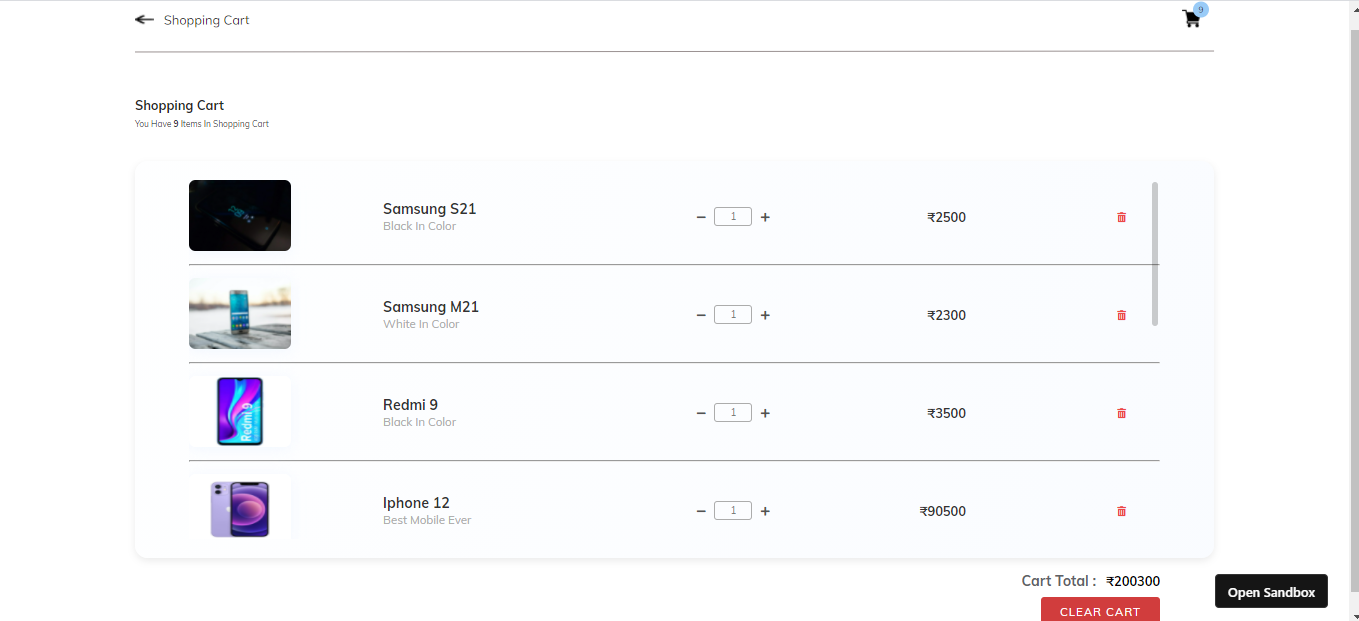 Shopping Cart
9
Shopping Cart
You Have 9 Items In Shopping Cart
Samsung S21
Black In Color
1
₹2500
Samsung M21
White In Color
1
₹2300
Redmi 9
Redmi 9
Black In Color
1
₹3500
Iphone 12
Best Mobile Ever
1
₹90500
Cart Total : ₹200300
Open Sandbox
CLEAR CART